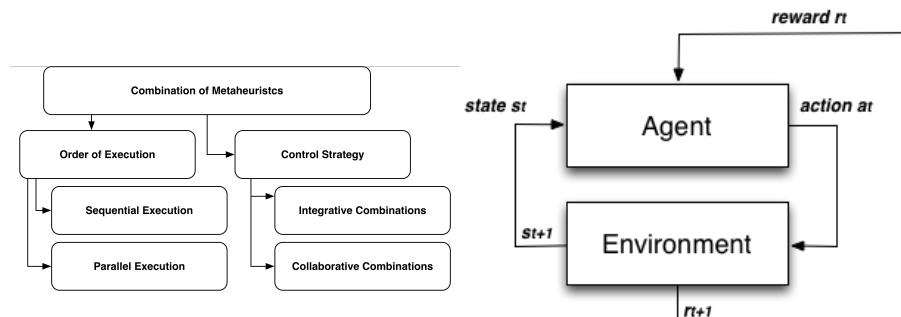 Combination of Metaheuristcs
Order of Execution
Control Strategy
Sequential Execution
Integrative Combinations
Parallel Execution
Collaborative Combinations
reward rt
state st
action at
Agent
st+1
Environment
rt+1